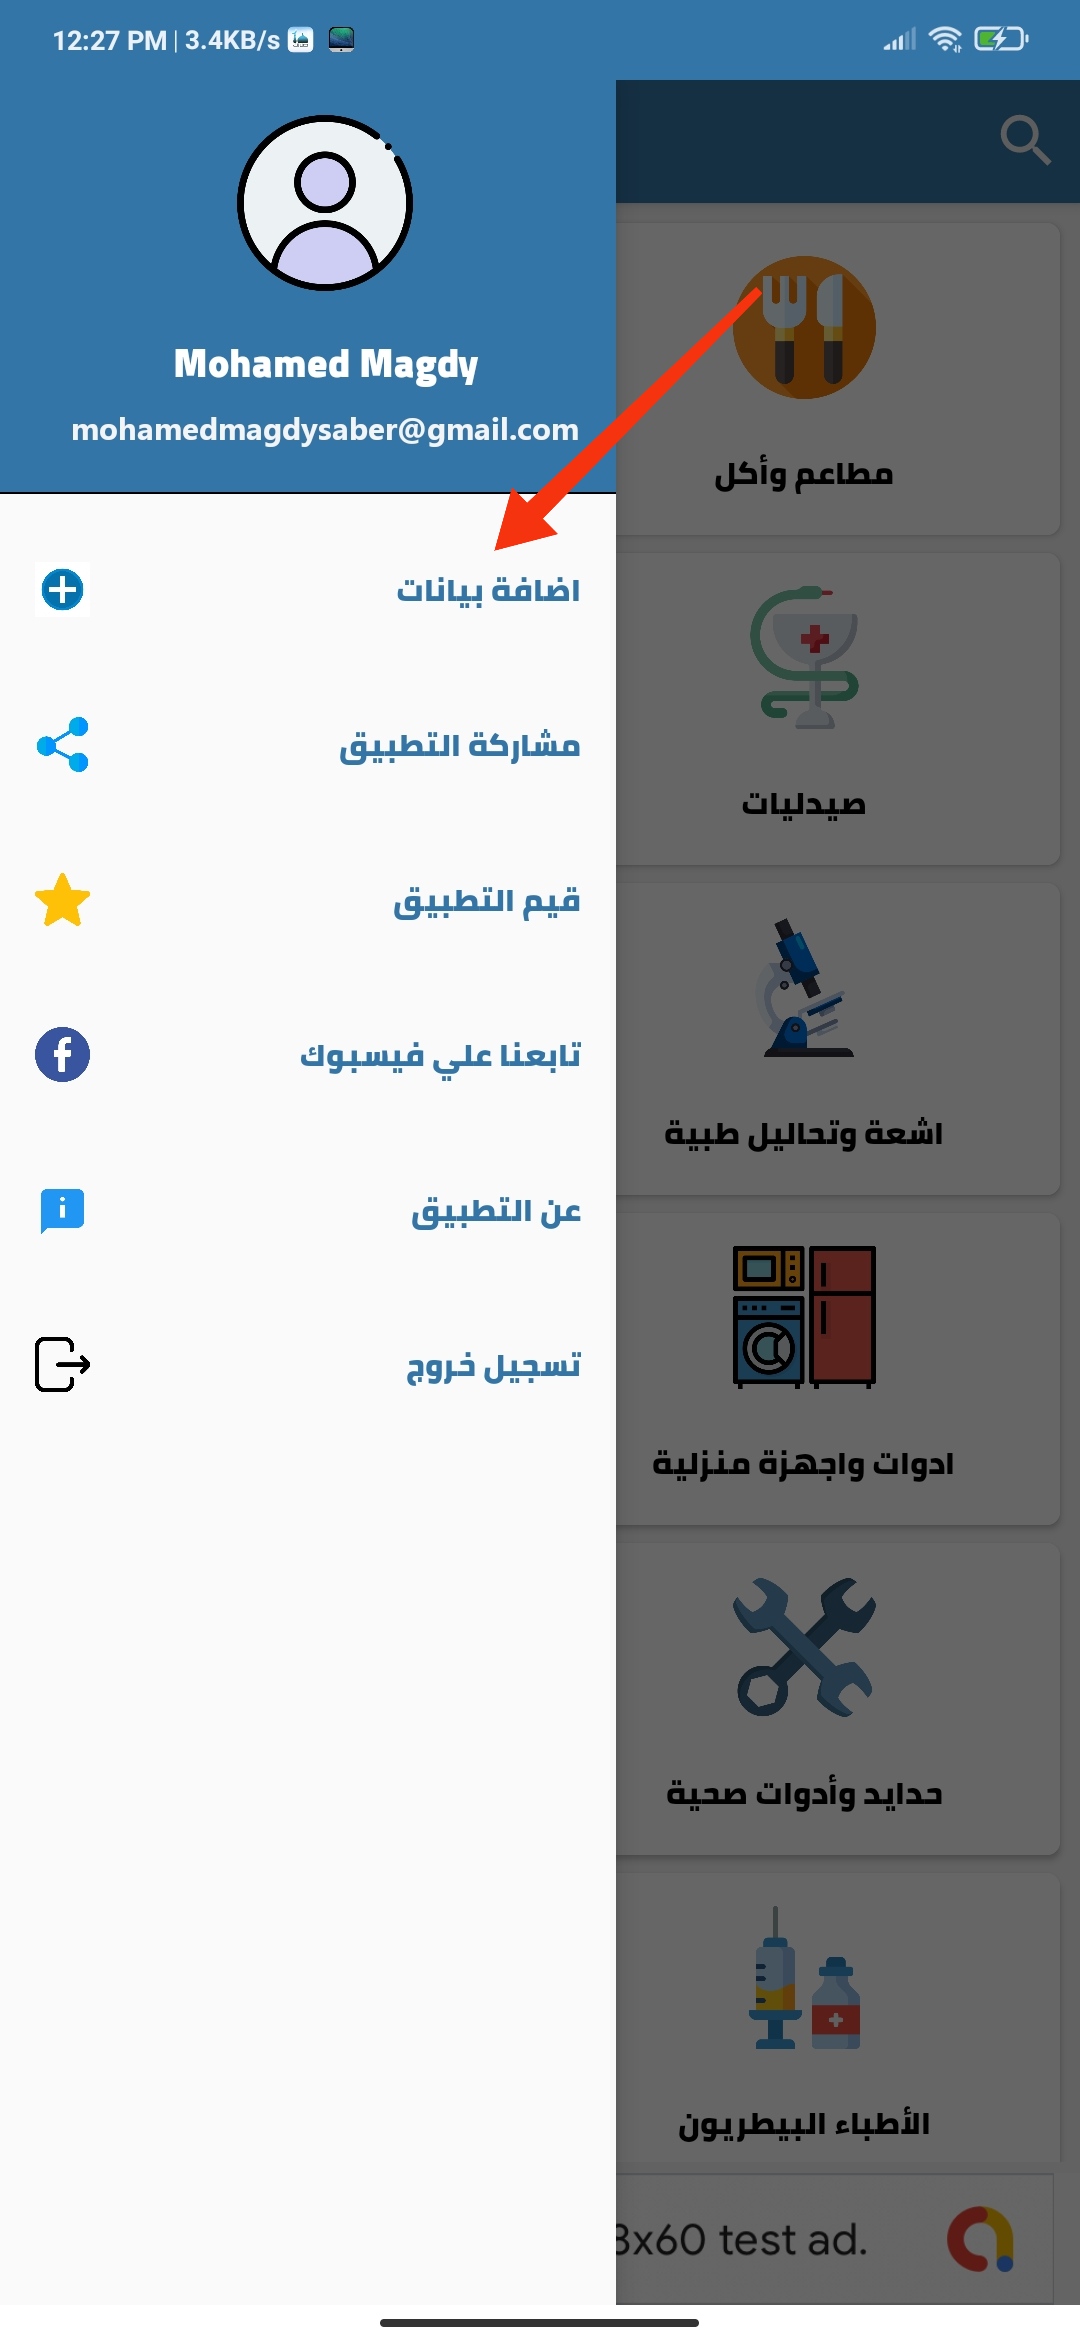 12:27 PM | 3.4KB/s
Mohamed Magdy
mohamedmagdysaber@gmail.com
اضافة بيانات
مشاركة التطبيق
قيم التطبيق
تابعنا علي فيسبوك
عن التطبيق
تسجيل خروج
مطاعم وأكل
صيدليات
اشعة وتحاليل طبية
ادوات واجهزة منزلية
حدايد وأدوات صحية
الأطباء البيطريون
8x60 test ad.